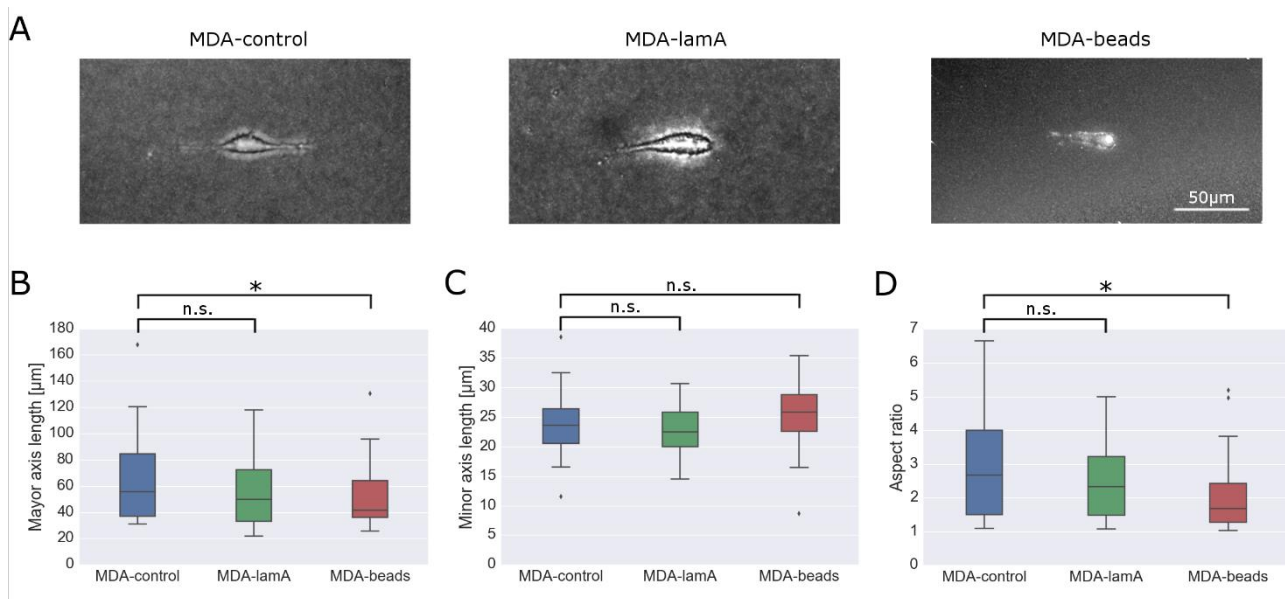 A
MDA-control
MDA-lamA
MDA-beads
50µm
B
*
n.s.
Mayor axis length [µm]
180
160
140
120
100
80
60
40
20
0
MDA-control
MDA-lamA
MDA-beads
C
n.s.
n.s.
Minor axis length [µm]
40
35
30
25
20
15
10
5
0
MDA-control
MDA-lamA
MDA-beads
D
*
n.s.
Aspect ratio
7
6
5
4
3
2
1
0
MDA-control
MDA-lamA
MDA-beads